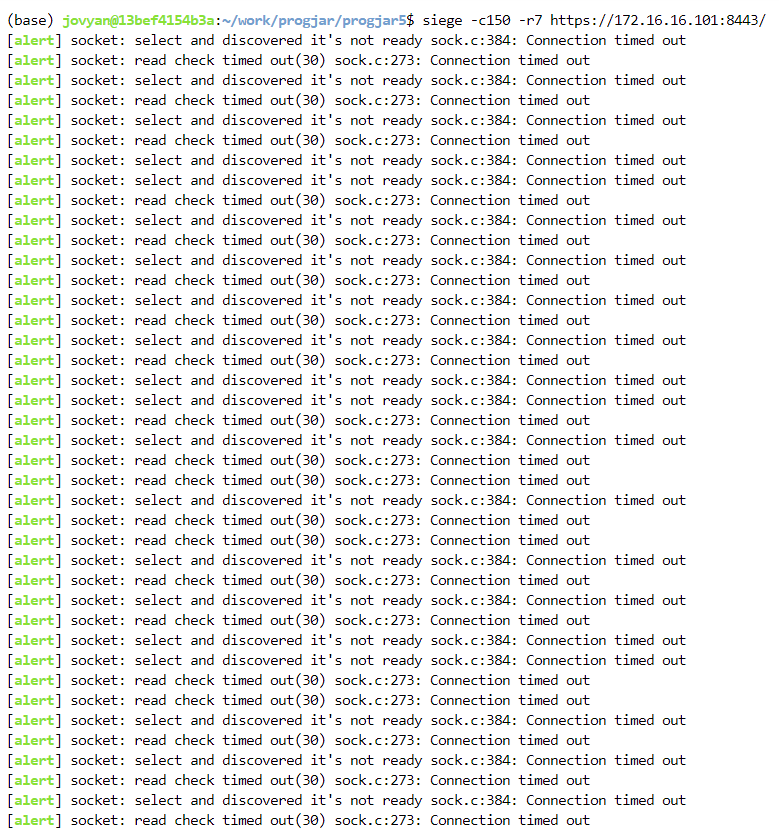 (base) jovyan@13bef4154b3a:~/work/progjar/progjar5$ siege -c150 -r7 https://172.16.16.101:8443/
[alert] socket: select and discovered it's not ready sock.c:384: Connection timed out
[alert] socket: read check timed out(30) sock.c:273: Connection timed out
[alert] socket: select and discovered it's not ready sock.c:384: Connection timed out
[alert] socket: read check timed out(30) sock.c:273: Connection timed out
[alert] socket: select and discovered it's not ready sock.c:384: Connection timed out
[alert] socket: read check timed out(30) sock.c:273: Connection timed out
[alert] socket: select and discovered it's not ready sock.c:384: Connection timed out
[alert] socket: select and discovered it's not ready sock.c:384: Connection timed out
[alert] socket: read check timed out(30) sock.c:273: Connection timed out
[alert] socket: select and discovered it's not ready sock.c:384: Connection timed out
[alert] socket: read check timed out(30) sock.c:273: Connection timed out
[alert] socket: select and discovered it's not ready sock.c:384: Connection timed out
[alert] socket: read check timed out(30) sock.c:273: Connection timed out
[alert] socket: select and discovered it's not ready sock.c:384: Connection timed out
[alert] socket: read check timed out(30) sock.c:273: Connection timed out
[alert] socket: select and discovered it's not ready sock.c:384: Connection timed out
[alert] socket: read check timed out(30) sock.c:273: Connection timed out
[alert] socket: select and discovered it's not ready sock.c:384: Connection timed out
[alert] socket: select and discovered it's not ready sock.c:384: Connection timed out
[alert] socket: read check timed out(30) sock.c:273: Connection timed out
[alert] socket: select and discovered it's not ready sock.c:384: Connection timed out
[alert] socket: read check timed out(30) sock.c:273: Connection timed out
[alert] socket: read check timed out(30) sock.c:273: Connection timed out
[alert] socket: select and discovered it's not ready sock.c:384: Connection timed out
[alert] socket: read check timed out(30) sock.c:273: Connection timed out
[alert] socket: read check timed out(30) sock.c:273: Connection timed out
[alert] socket: select and discovered it's not ready sock.c:384: Connection timed out
[alert] socket: read check timed out(30) sock.c:273: Connection timed out
[alert] socket: select and discovered it's not ready sock.c:384: Connection timed out
[alert] socket: read check timed out(30) sock.c:273: Connection timed out
[alert] socket: select and discovered it's not ready sock.c:384: Connection timed out
[alert] socket: select and discovered it's not ready sock.c:384: Connection timed out
[alert] socket: read check timed out(30) sock.c:273: Connection timed out
[alert] socket: read check timed out(30) sock.c:273: Connection timed out
[alert] socket: select and discovered it's not ready sock.c:384: Connection timed out
[alert] socket: read check timed out(30) sock.c:273: Connection timed out
[alert] socket: select and discovered it's not ready sock.c:384: Connection timed out
[alert] socket: read check timed out(30) sock.c:273: Connection timed out
[alert] socket: select and discovered it's not ready sock.c:384: Connection timed out
[alert] socket: read check timed out(30) sock.c:273: Connection timed out